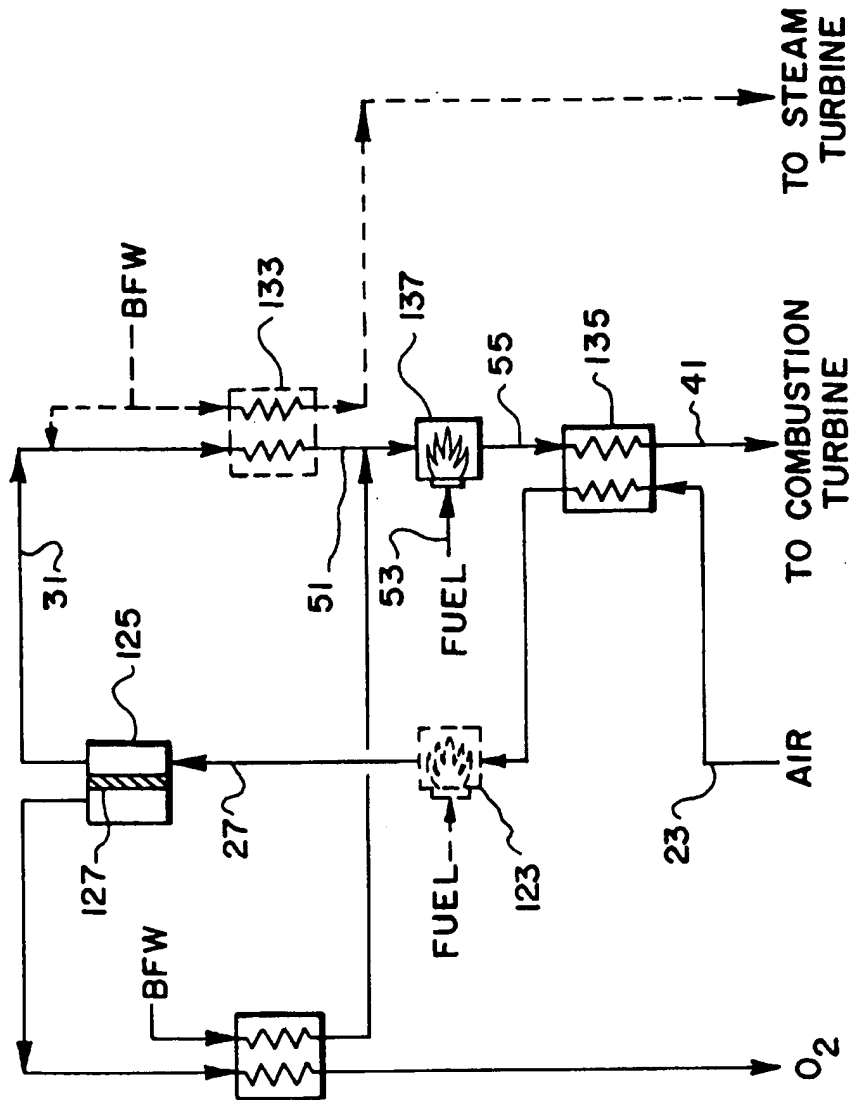 BFW
133
31
125
137
51
55
53
FUEL
135
41
127
27
BFW
FUEL
123
23
O2
AIR
TO COMBUSTION
TURBINE
TO STEAM
TURBINE